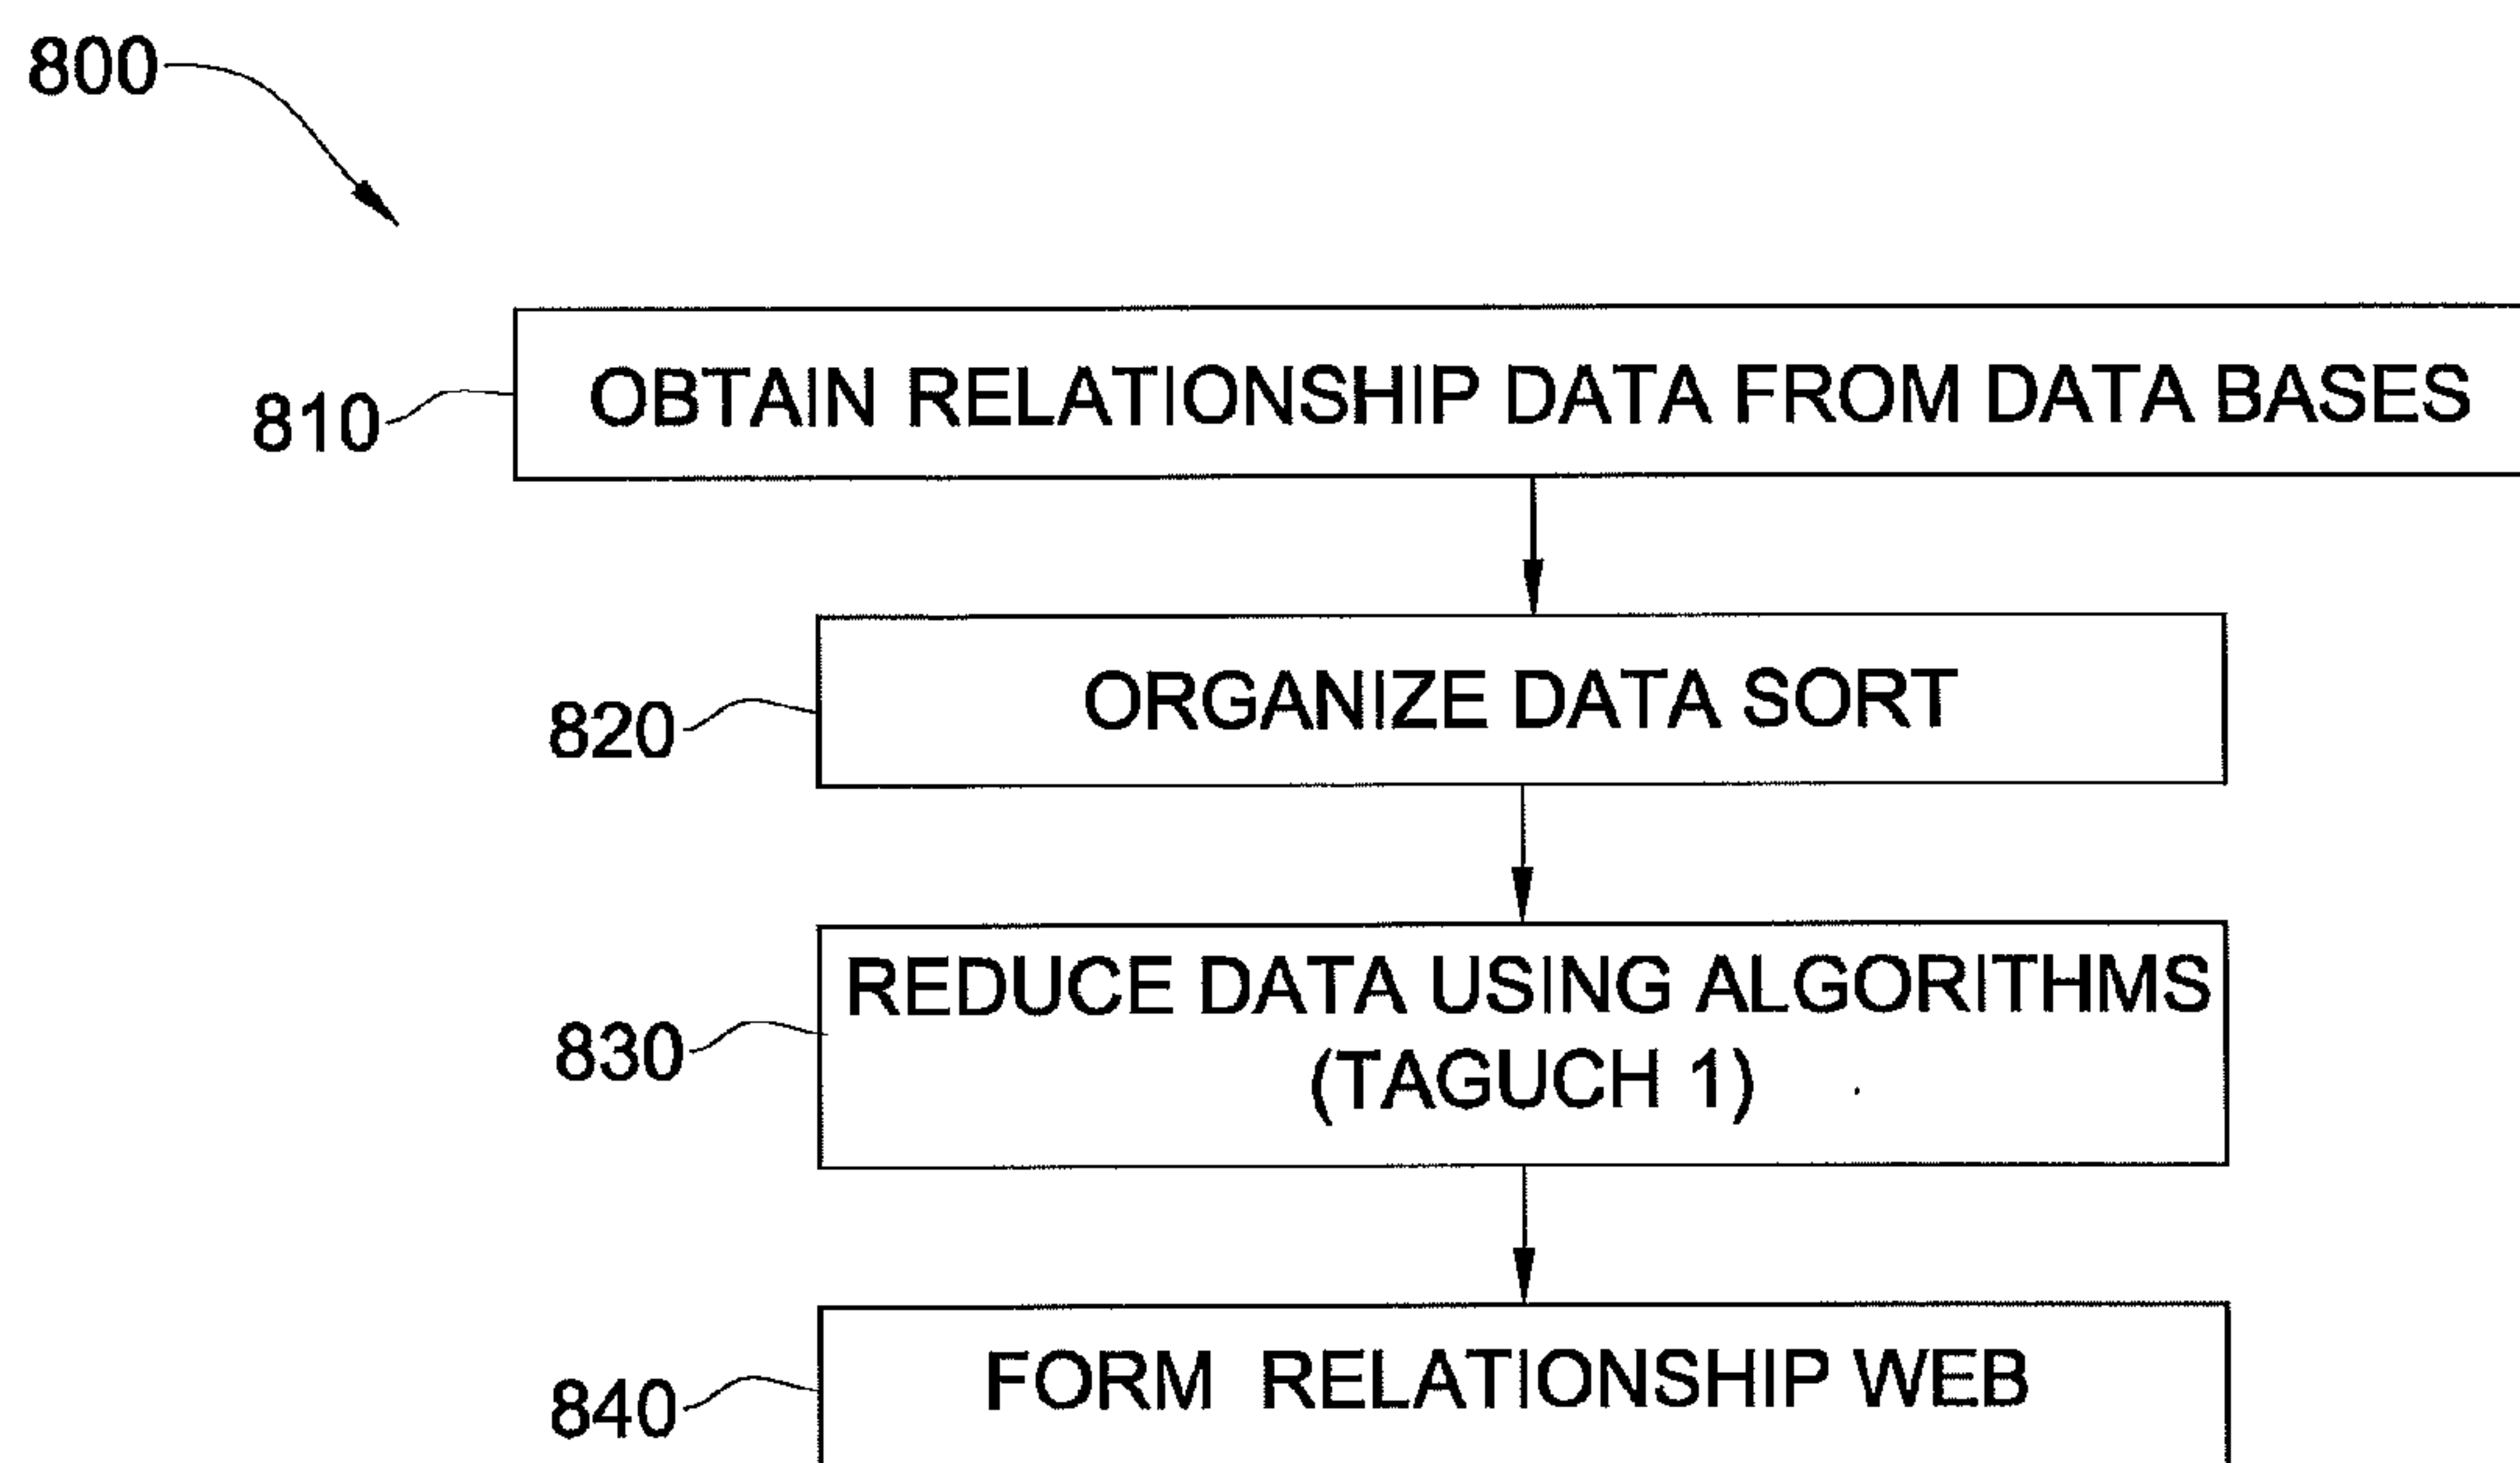 800
810
OBTAIN RELATIONSHIP DATA FROM DATA BASES
820
ORGANIZE DATA SORT
830
REDUCE DATA USING ALGORITHMS
(TAGUCH 1)
840
FORM RELATIONSHIP WEB